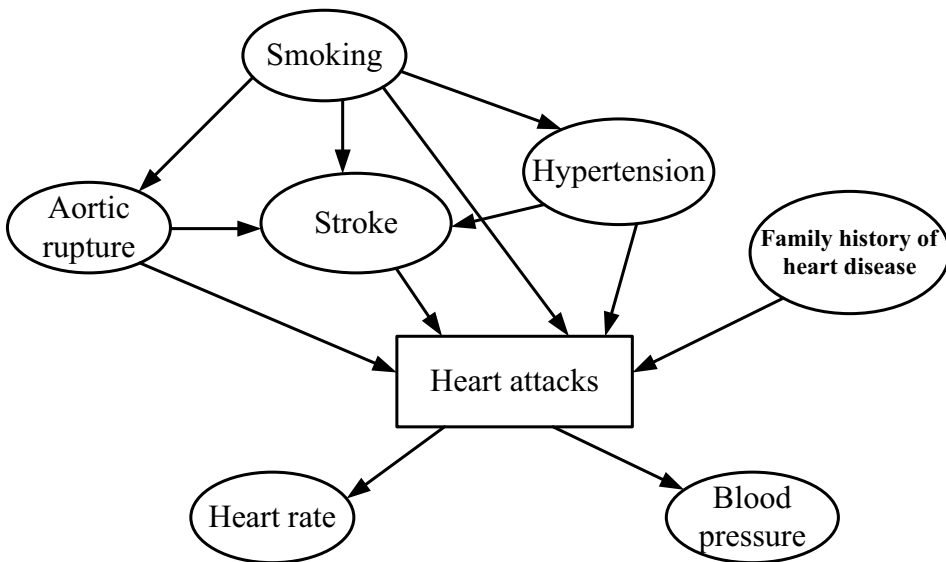 Smoking
Hypertension
Aortic
rupture
Stroke
Family history of
heart disease
Heart attacks
Heart rate
Blood
pressure